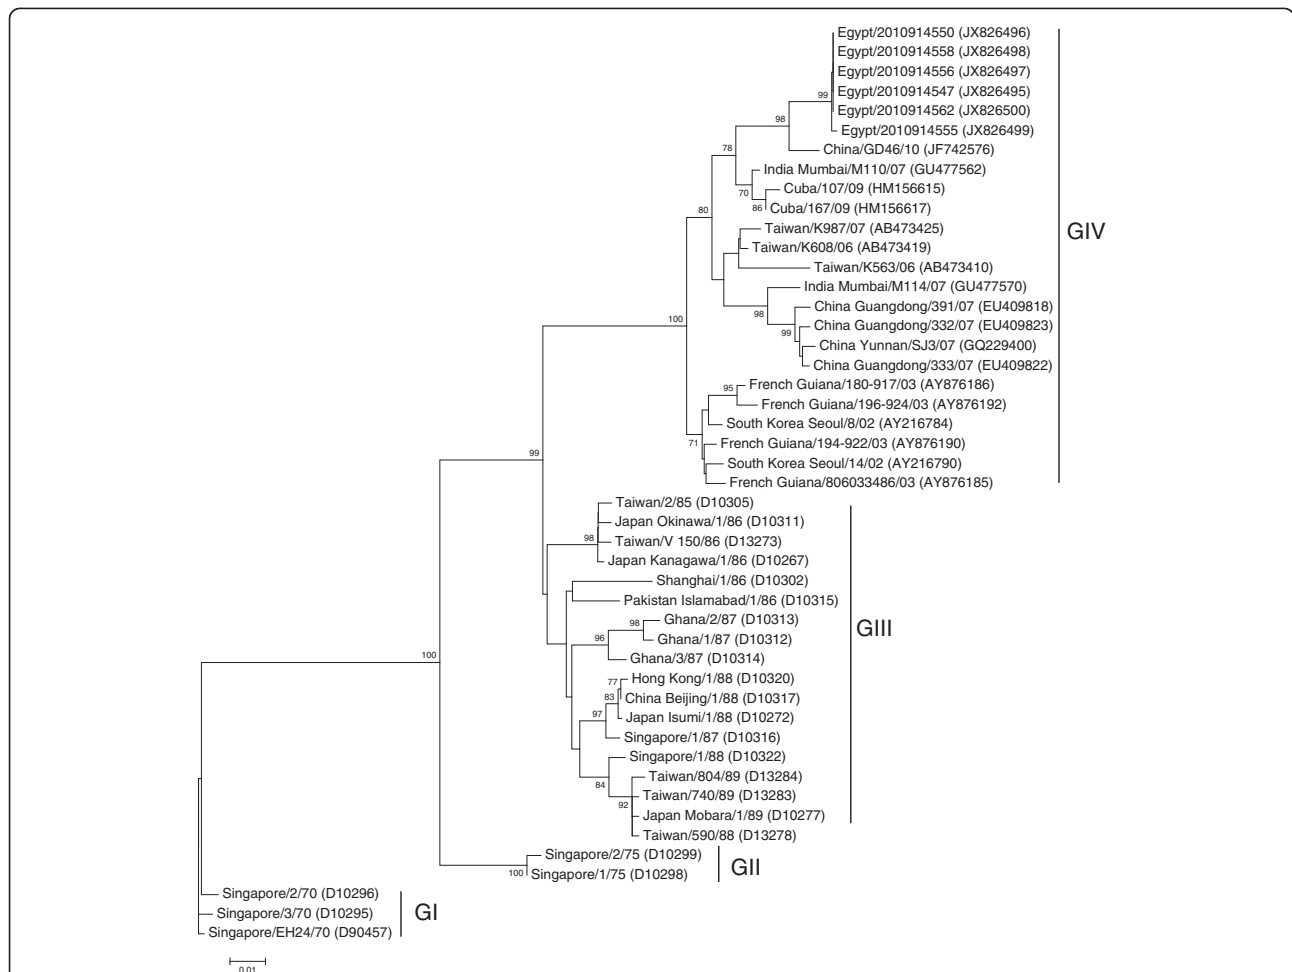 Egypt/2010914550 (JX826496)
Egypt/2010914558 (JX826498)
Egypt/2010914556 (JX826497)
99
Egypt/2010914547 (JX826495)
Egypt/2010914562 (JX826500)
98
Egypt/2010914555 (JX826499)
78
China/GD46/10 (JF742576)
India Mumbai/M110/07 (GU477562)
70
Cuba/107/09 (HM156615)
80
86
Cuba/167/09 (HM156617)
Taiwan/K987/07 (AB473425)
GIV
Taiwan/K608/06 (AB473419)
Taiwan/K563/06 (AB473410)
India Mumbai/M114/07 (GU477570)
98
China Guangdong/391/07 (EU409818)
100
99
China Guangdong/332/07 (EU409823)
China Yunnan/SJ3/07 (GQ229400)
China Guangdong/333/07 (EU409822)
95
French Guiana/180-917/03 (AY876186)
French Guiana/196-924/03 (AY876192)
South Korea Seoul/8/02 (AY216784)
71
French Guiana/194-922/03 (AY876190)
99
South Korea Seoul/14/02 (AY216790)
French Guiana/806033486/03 (AY876185)
Taiwan/2/85 (D10305)
Japan Okinawa/1/86 (D10311)
98
Taiwan/V 150/86 (D13273)
Japan Kanagawa/1/86 (D10267)
Shanghai/1/86 (D10302)
Pakistan Islamabad/1/86 (D10315)
98
Ghana/2/87 (D10313)
GIII
96
Ghana/1/87 (D10312)
100
Ghana/3/87 (D10314)
77
Hong Kong/1/88 (D10320)
83
China Beijing/1/88 (D10317)
97
Japan Isumi/1/88 (D10272)
Singapore/1/87 (D10316)
Singapore/1/88 (D10322)
84
Taiwan/804/89 (D13284)
92
Taiwan/740/89 (D13283)
Japan Mobara/1/89 (D10277)
Taiwan/590/88 (D13278)
Singapore/2/75 (D10299)
GII
100
Singapore/1/75 (D10298)
Singapore/2/70 (D10296)
GI
Singapore/3/70 (D10295)
Singapore/EH24/70 (D90457)
0.01